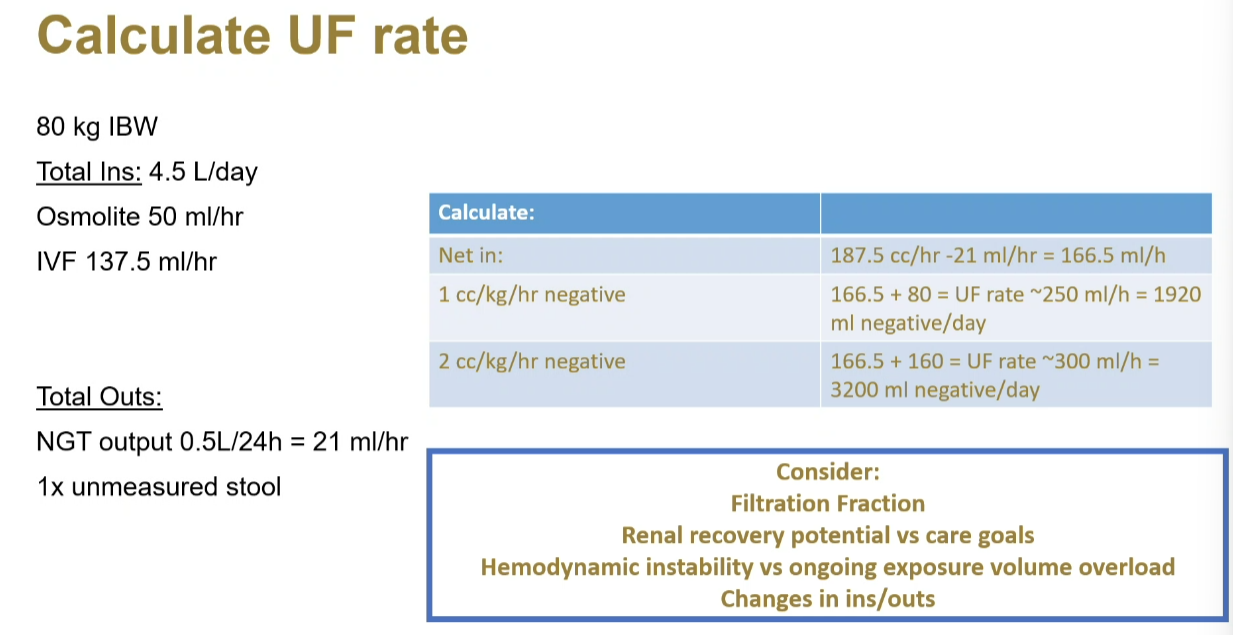 Calculate UF rate
80 kg IBW
Total Ins: 4.5 L/day
Osmolite 50 ml/hr
IVF 137.5 ml/hr
Total Outs:
NGT output 0.5L/24h = 21 ml/hr
1x unmeasured stool
Calculate:
Net in:
187.5 cc/hr -21 ml/hr = 166.5 ml/h
1 cc/kg/hr negative
166.5 + 80 = UF rate ~250 ml/h = 1920
ml negative/day
2 cc/kg/hr negative
166.5 + 160 = UF rate ~300 ml/h =
3200 ml negative/day
Consider:
Filtration Fraction
Renal recovery potential vs care goals
Hemodynamic instability vs ongoing exposure volume overload
Changes in ins/outs